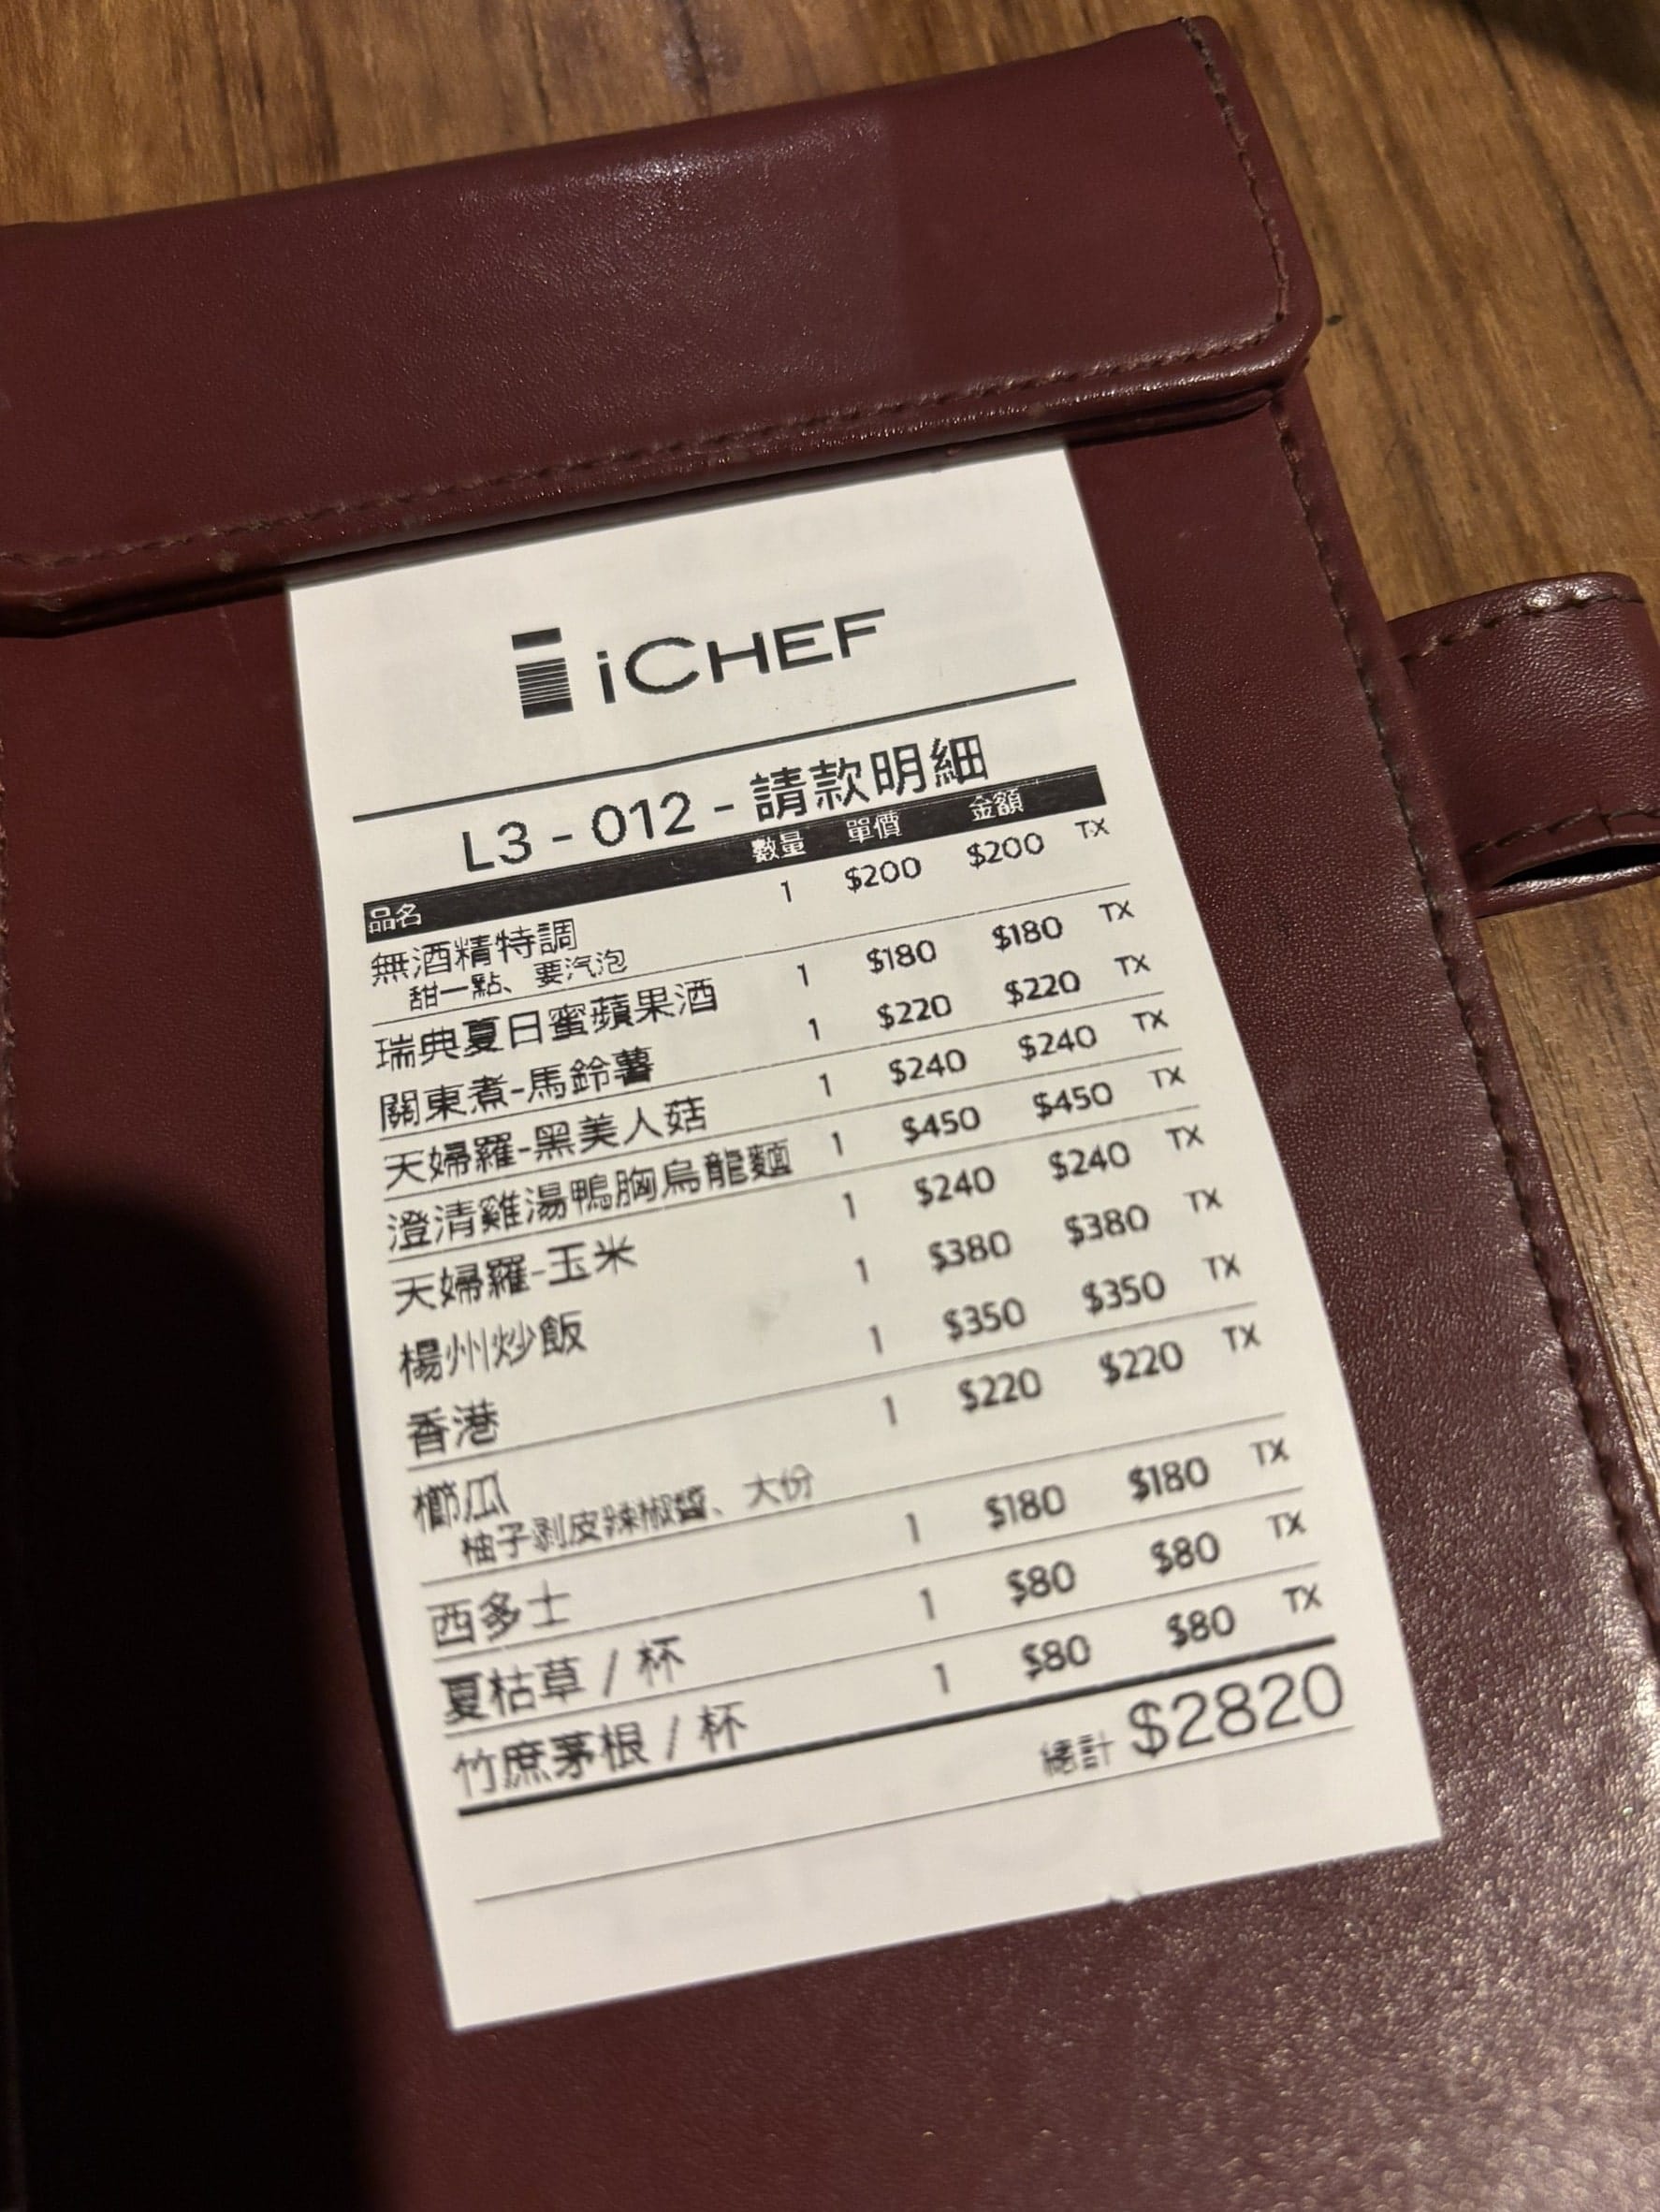 iCHEF
L3 - 012 - 請款明細
品名 數量 單價 金額
無酒精特調 1 $200 $200 TX
甜一點、要汽泡
瑞典夏日蜜蘋果酒 1 $180 $180 TX
關東煮-馬鈴薯 1 $220 $220 TX
天婦羅-黑美人菇 1 $240 $240 TX
澄清雞湯鴨胸烏龍麵 1 $450 $450 TX
天婦羅-玉米 1 $240 $240 TX
楊州炒飯 1 $380 $380 TX
香港 1 $350 $350 TX
櫛瓜 1 $220 $220 TX
柚子剥皮辣椒醬、大份
西多士 1 $180 $180 TX
夏枯草 / 杯 1 $80 $80 TX
竹庶茅根 / 杯 1 $80 $80 TX
總計 $2820